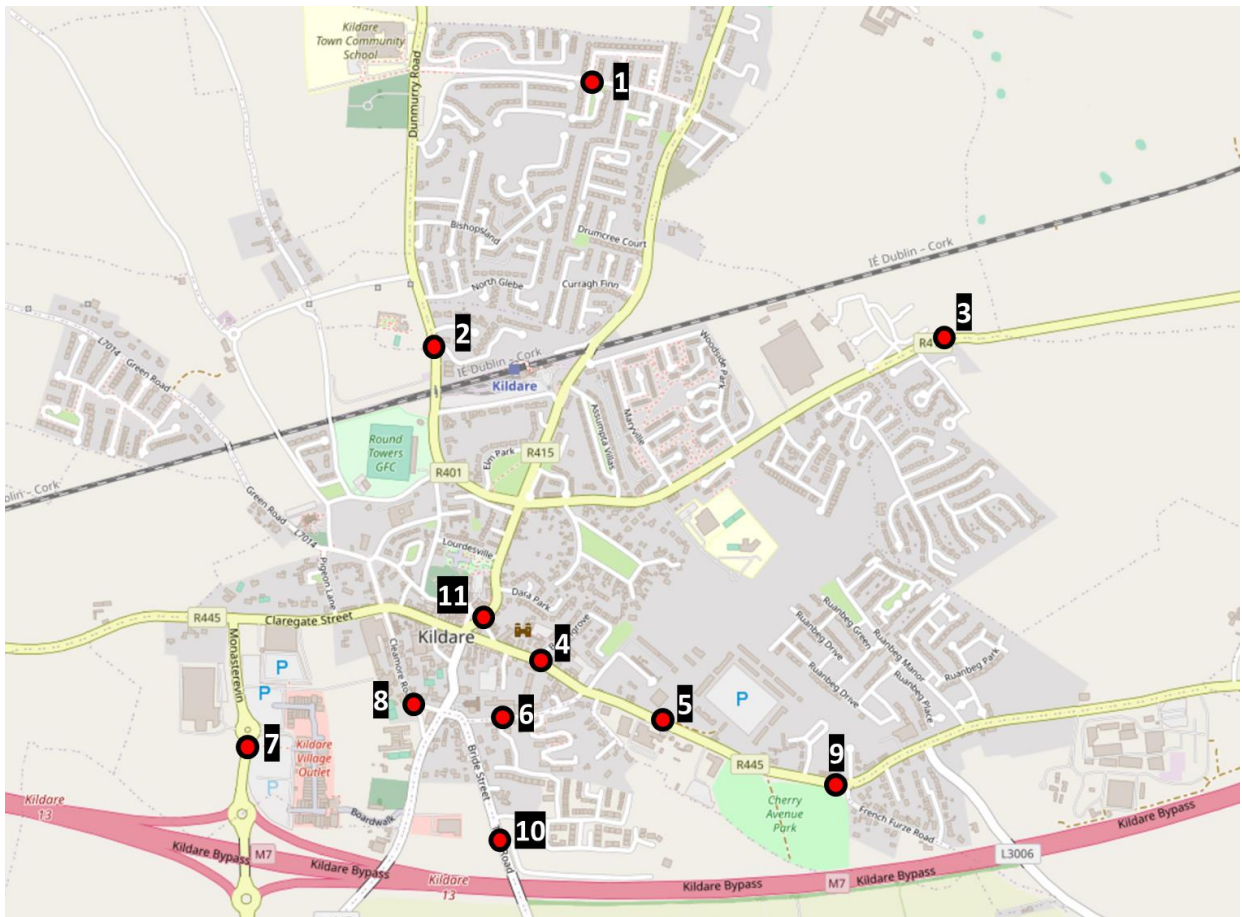 Kildare
Town Community
School
1
Dunmurry Road
Bishopsland
Drumcree Court
IÉ Dublin – Cork
North Glebe
Curragh Finn
3
2
L7014 - Green Road
IÉ Dublin – Cork
Kildare
Woodside Park
Maryville
Assumpta Villas
Round
Towers
GFC
R401
Elm Park
R415
Green Road
L7014
Pigeon Lane
Lourdesville
Dara Park
11
R445
Claregate Street
Kildare
4
Monasterevin
P
P
P
Kildare
Village
Outlet
Boardwalk
8
6
5
7
Bride Street
P
Ruanbeg Green
Ruanbeg Manor
Ruanbeg Park
Ruanbeg Drive
Ruanbeg Drive
Ruanbeg Place
9
R445
Cherry
Avenue
Park
French Furze Road
10
Road
Kildare
13
Kildare Bypass
M7
Kildare Bypass
Kildare
13
Kildare Bypass
M7
Kildare Bypass
L3006
Kildare Bypass